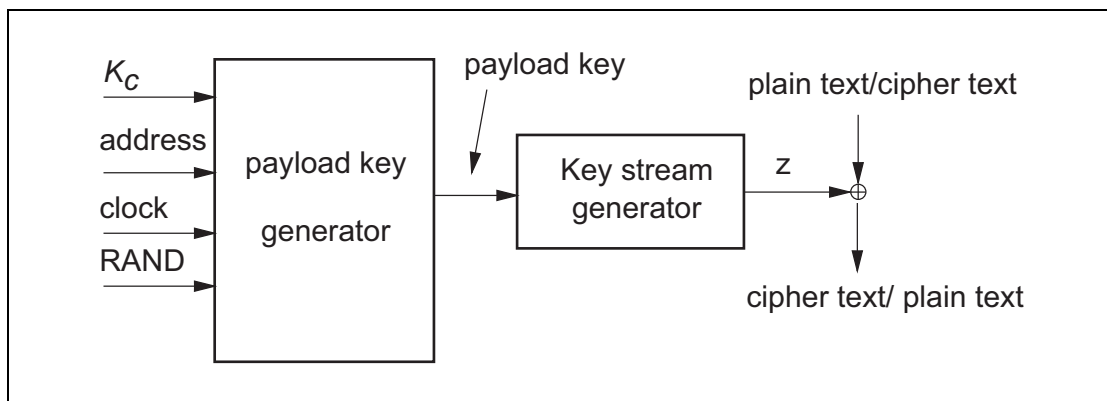 Kc
address
clock
RAND
payload key
generator
payload key
Key stream
generator
z
plain text/cipher text
cipher text/ plain text